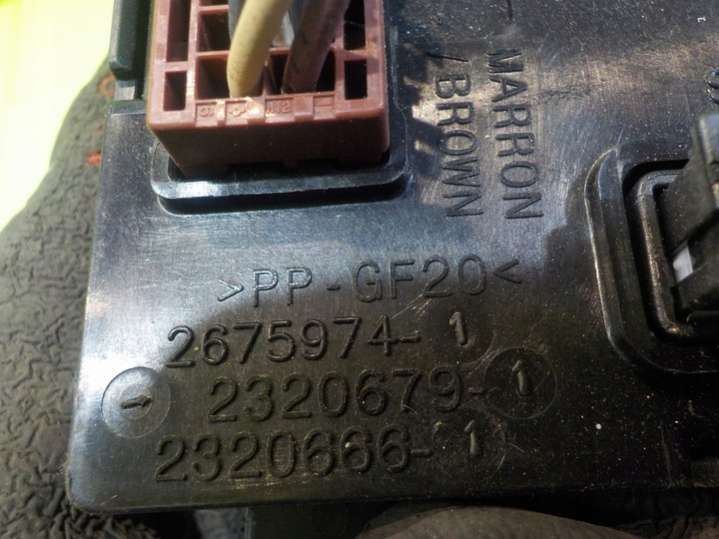 MARRON
/BROWN
>PP-GF20<
2675974-1
2320679-1
2320666-1